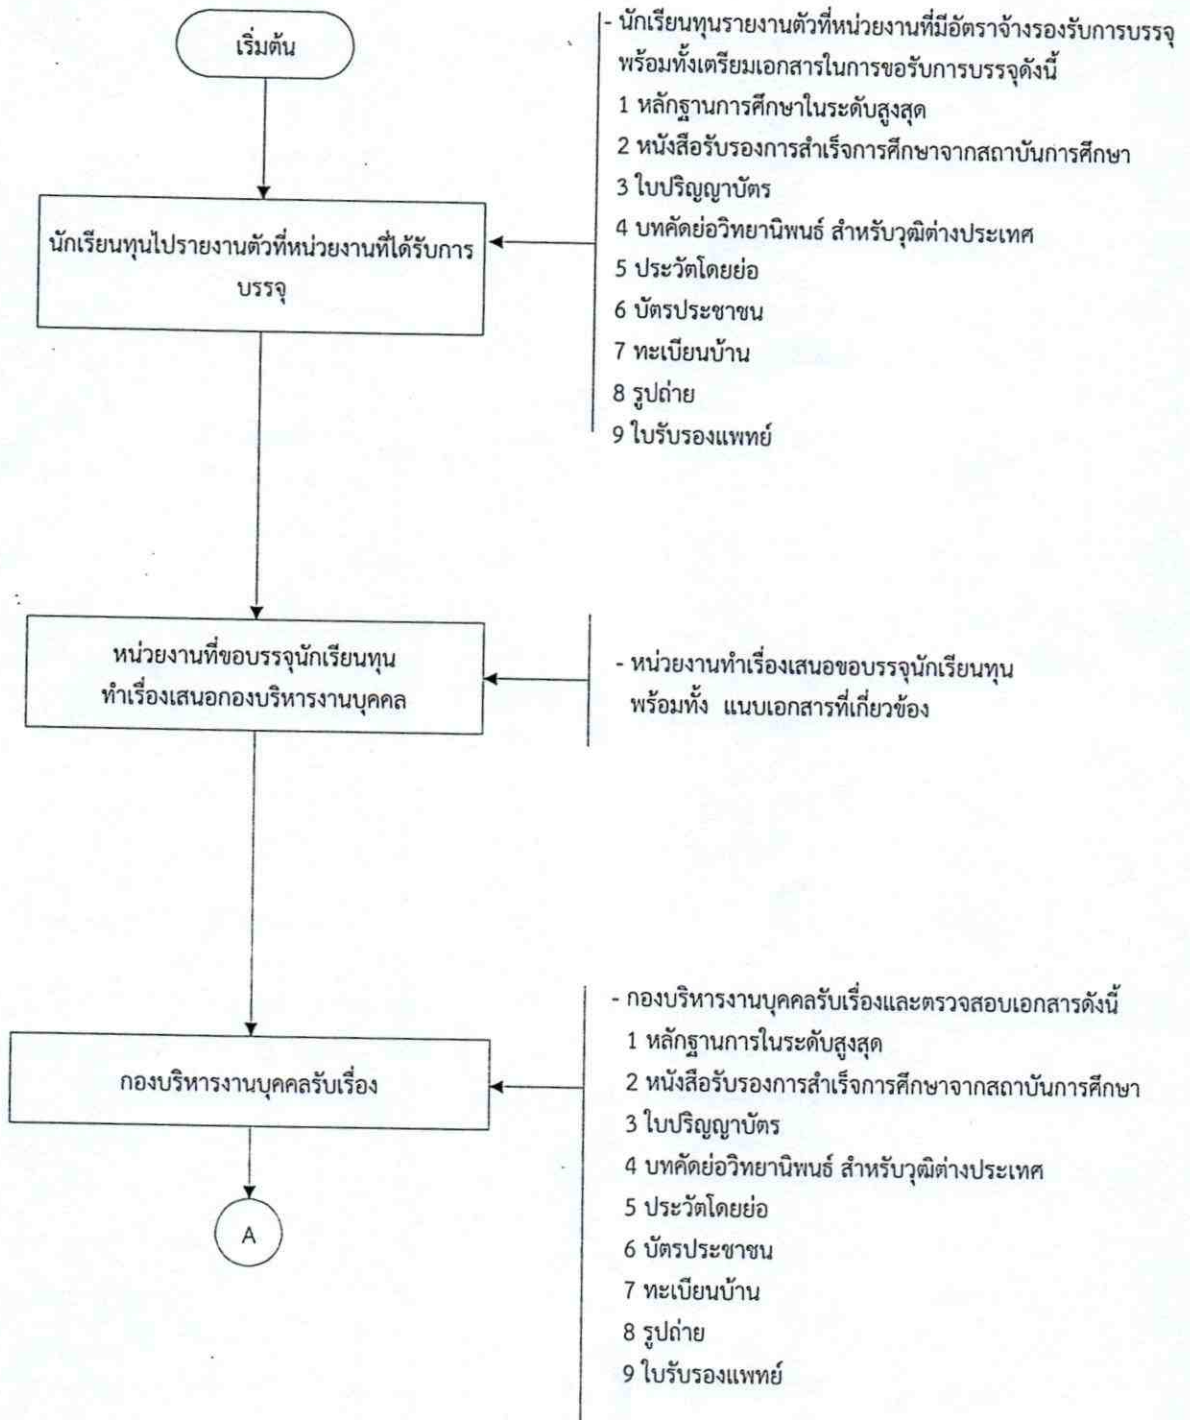 เริ่มต้น
- นักเรียนทุนรายงานตัวที่หน่วยงานที่มีอัตราจ้างรองรับการบรรจุ
พร้อมทั้งเตรียมเอกสารในการขอรับการบรรจุดังนี้
1 หลักฐานการศึกษาในระดับสูงสุด
2 หนังสือรับรองการสำเร็จการศึกษาจากสถาบันการศึกษา
3 ใบปริญญาบัตร
4 บทคัดย่อวิทยานิพนธ์ สำหรับวุฒิต่างประเทศ
5 ประวัติโดยย่อ
6 บัตรประชาชน
7 ทะเบียนบ้าน
8 รูปถ่าย
9 ใบรับรองแพทย์
นักเรียนทุนไปรายงานตัวที่หน่วยงานที่ได้รับการ
บรรจุ
หน่วยงานที่ขอบรรจุนักเรียนทุน
ทำเรื่องเสนอกองบริหารงานบุคคล
- หน่วยงานทำเรื่องเสนอขอบรรจุนักเรียนทุน
พร้อมทั้ง แนบเอกสารที่เกี่ยวข้อง
กองบริหารงานบุคคลรับเรื่อง
- กองบริหารงานบุคคลรับเรื่องและตรวจสอบเอกสารดังนี้
1 หลักฐานการในระดับสูงสุด
2 หนังสือรับรองการสำเร็จการศึกษาจากสถาบันการศึกษา
3 ใบปริญญาบัตร
4 บทคัดย่อวิทยานิพนธ์ สำหรับวุฒิต่างประเทศ
5 ประวัติโดยย่อ
6 บัตรประชาชน
7 ทะเบียนบ้าน
8 รูปถ่าย
9 ใบรับรองแพทย์
A